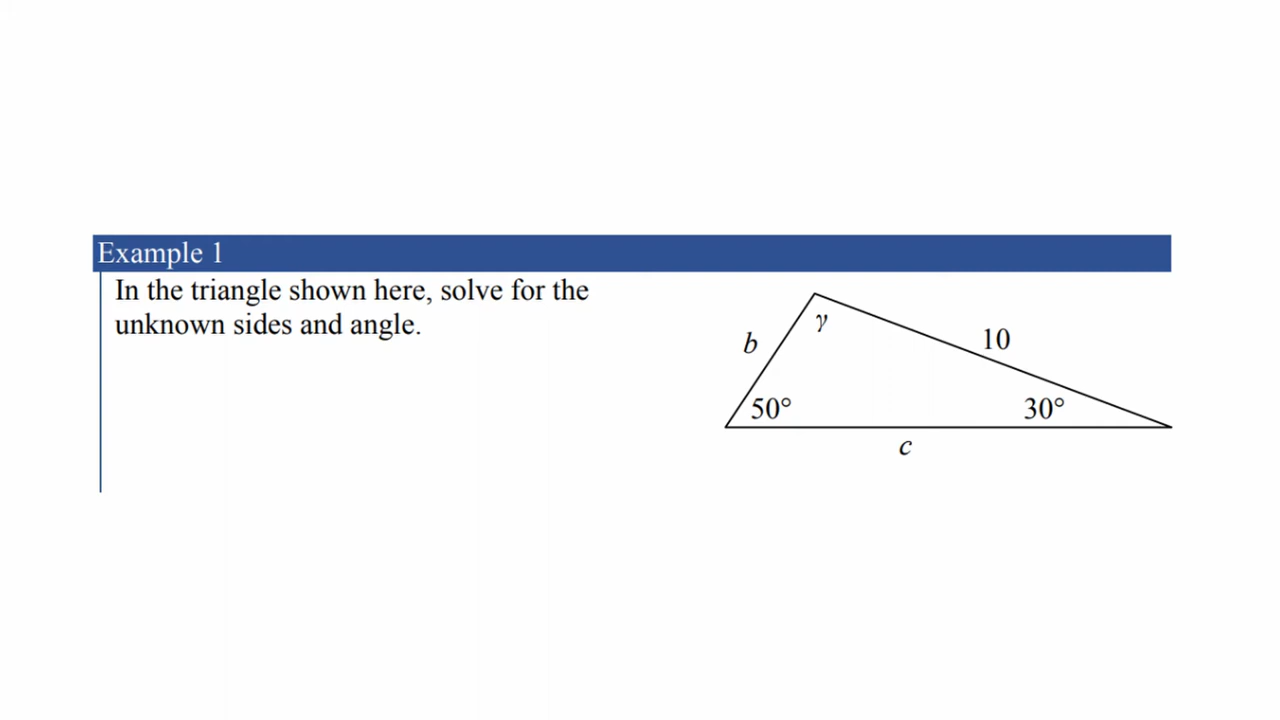 Example 1
In the triangle shown here, solve for the
unknown sides and angle.
γ
b
10
50°
30°
c